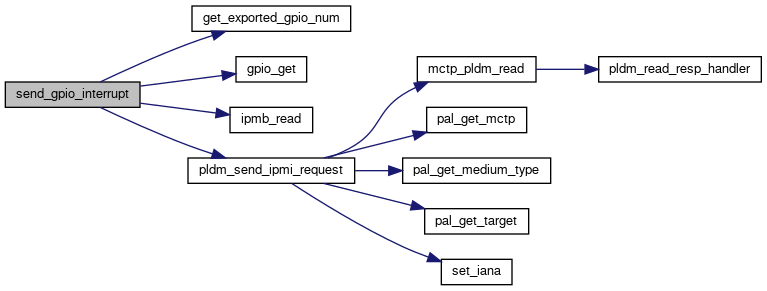 get_exported_gpio_num
gpio_get
mctp_pldm_read
pldm_read_resp_handler
send_gpio_interrupt
ipmb_read
pal_get_mctp
pldm_send_ipmi_request
pal_get_medium_type
pal_get_target
set_iana